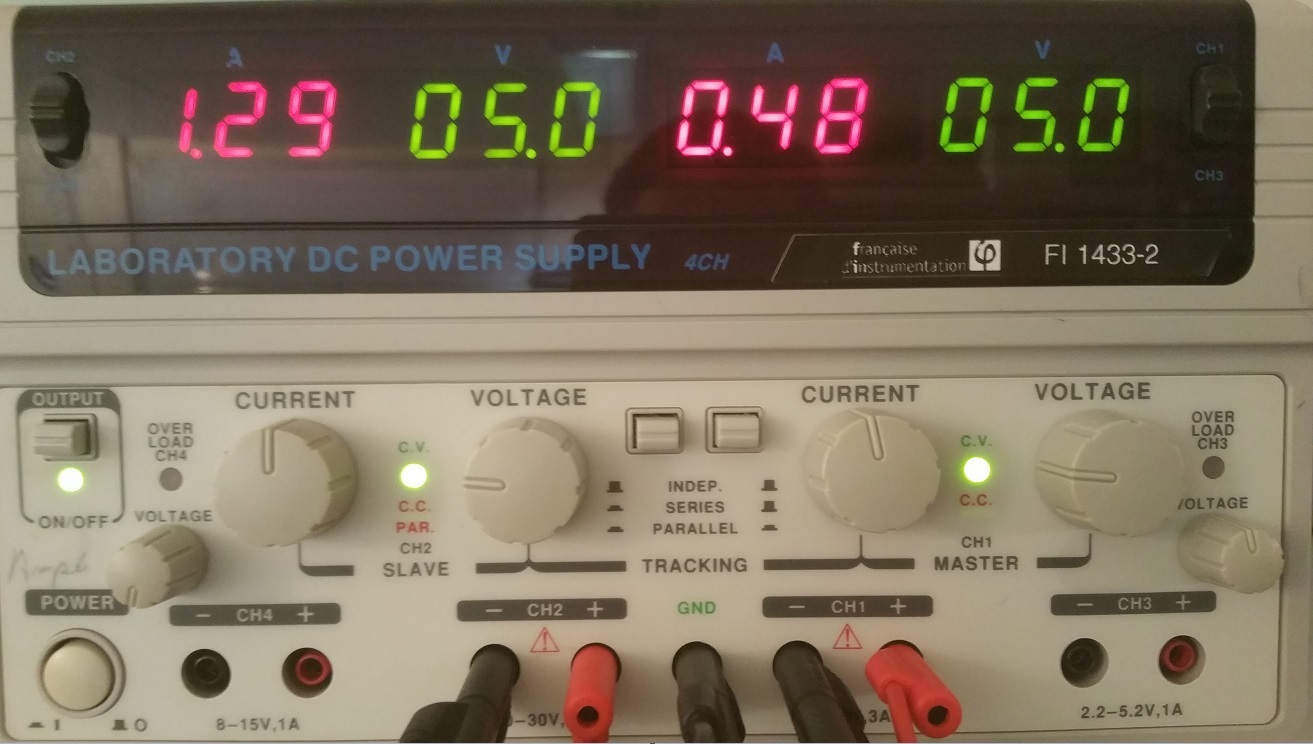 CH2 A V A V CH1
1.29 05.0 0.48 05.0
CH3
LABORATORY DC POWER SUPPLY 4CH
française
d'instrumentation φ FI 1433-2
OUTPUT
ON/OFF
OVER
LOAD
CH4
VOLTAGE
CURRENT
C.V.
C.C.
PAR.
CH2
SLAVE
VOLTAGE
INDEP.
SERIES
PARALLEL
TRACKING
CURRENT
C.V.
C.C.
CH1
MASTER
VOLTAGE
OVER
LOAD
CH3
VOLTAGE
Ampl
POWER
I O
− CH4 +
8–15V,1A
− CH2 +
–30V,
GND
− CH1 +
,3A
− CH3 +
2.2–5.2V,1A